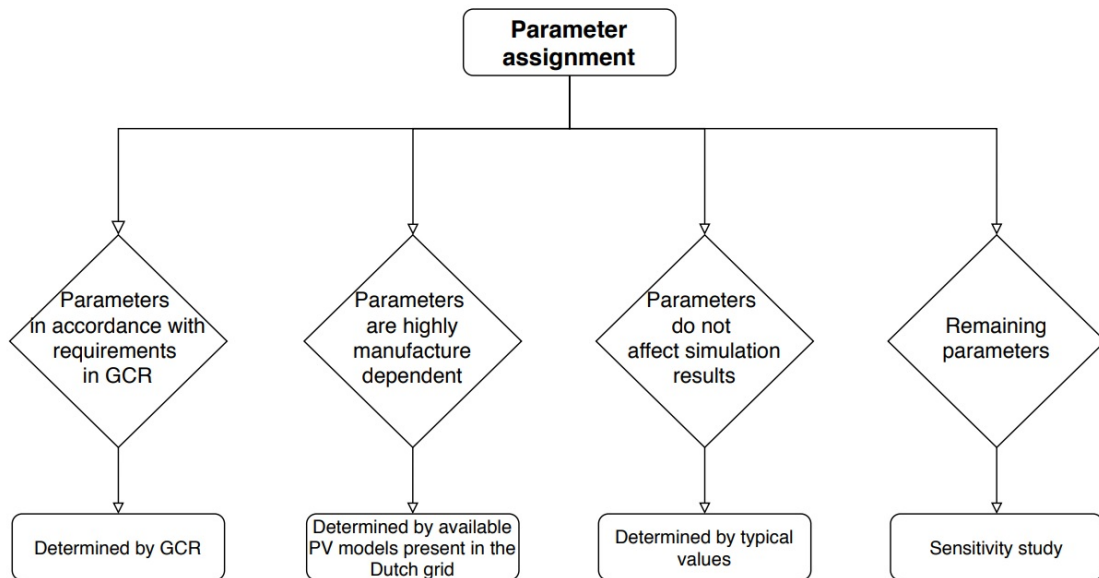 Parameter
assignment
Parameters
in accordance with
requirements
in GCR
Parameters
are highly
manufacture
dependent
Parameters
do not
affect simulation
results
Remaining
parameters
Determined by GCR
Determined by available
PV models present in the
Dutch grid
Determined by typical
values
Sensitivity study